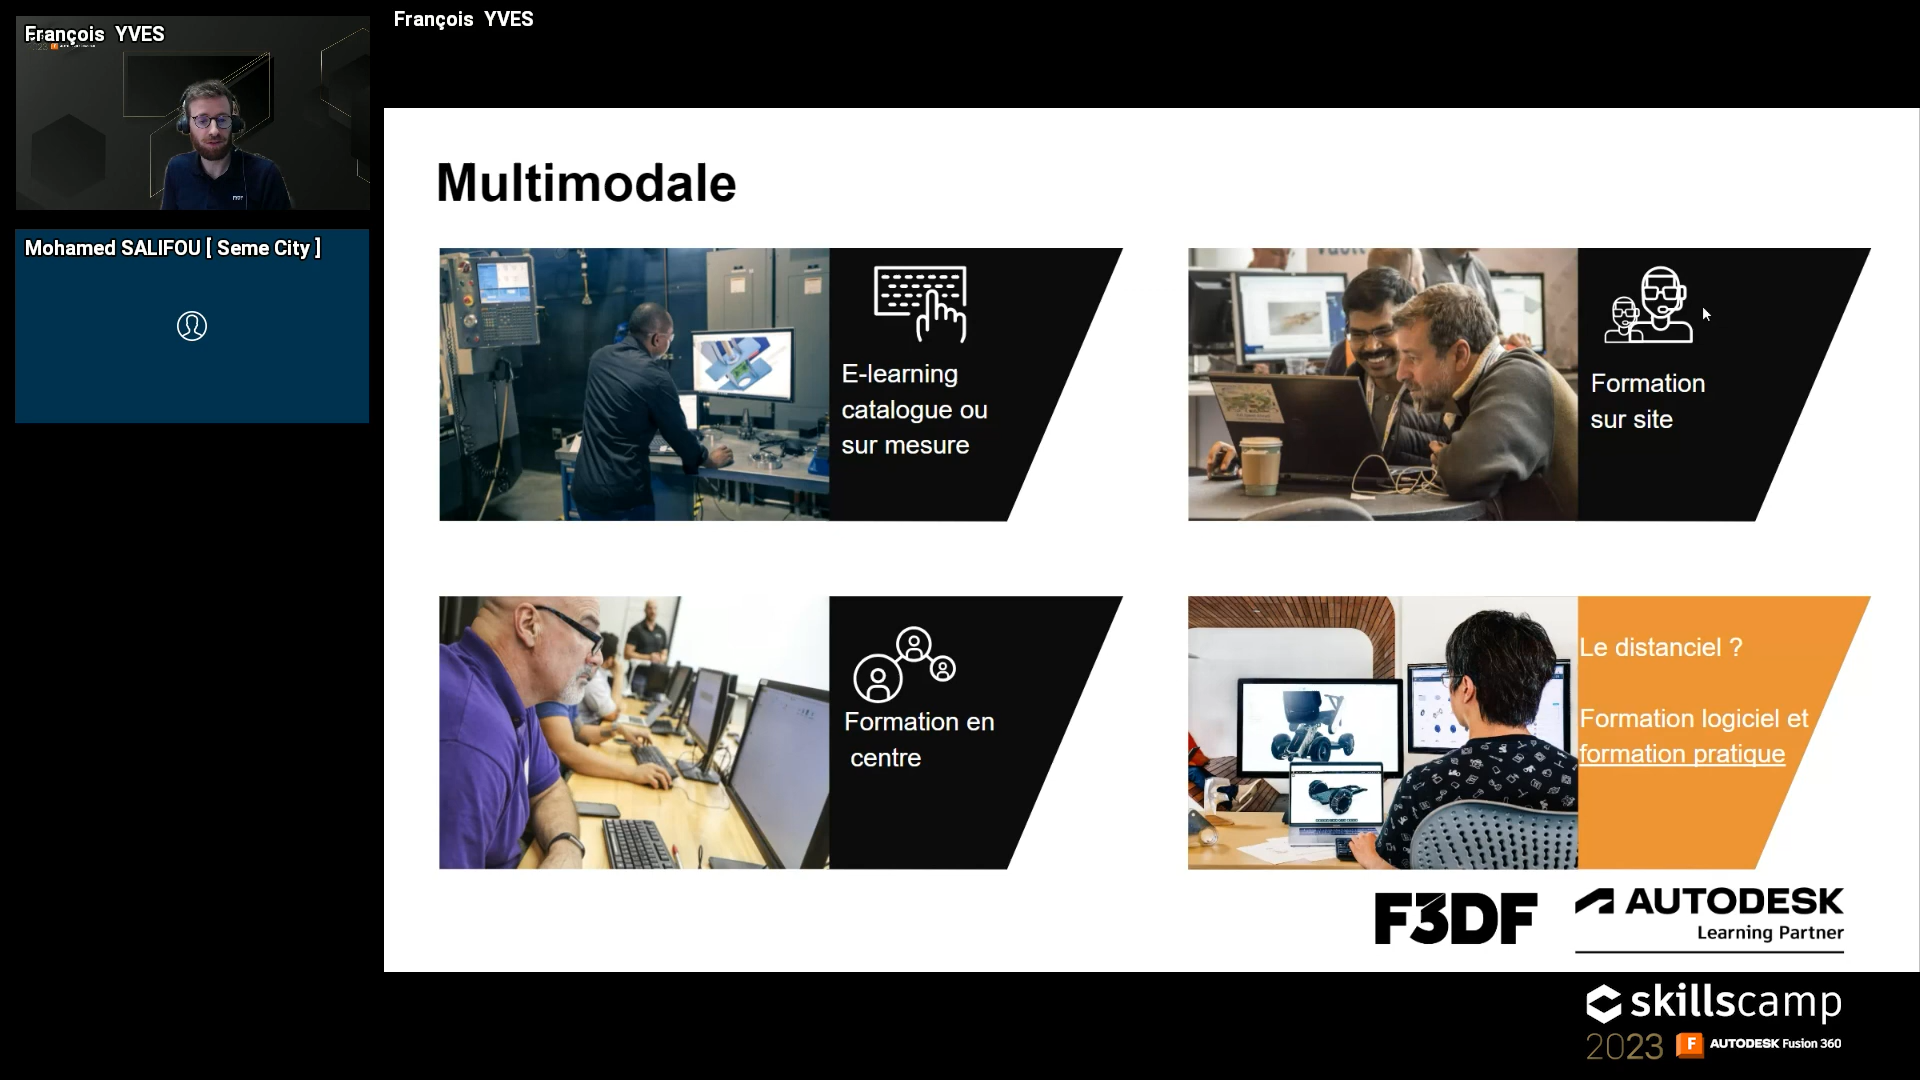 François YVES
François YVES
Mohamed SALIFOU [ Seme City ]
Multimodale
E-learning
catalogue ou
sur mesure
Formation
sur site
Formation en
centre
Le distanciel ?
Formation logiciel et
formation pratique
F3DF
AUTODESK
Learning Partner
skillscamp
2023 F AUTODESK Fusion 360